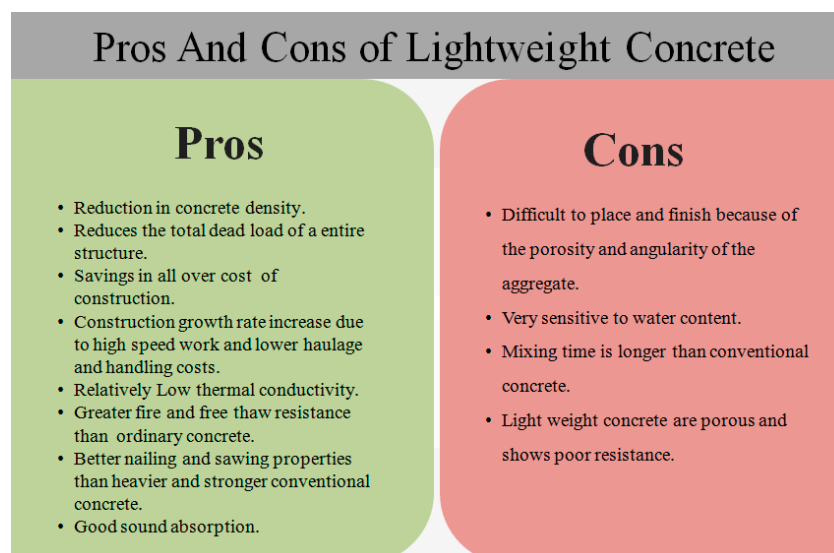 Pros And Cons of Lightweight Concrete
Pros
• Reduction in concrete density.
• Reduces the total dead load of a entire
structure.
• Savings in all over cost of
construction.
• Construction growth rate increase due
to high speed work and lower haulage
and handling costs.
• Relatively Low thermal conductivity.
• Greater fire and free thaw resistance
than ordinary concrete.
• Better nailing and sawing properties
than heavier and stronger conventional
concrete.
• Good sound absorption.
Cons
• Difficult to place and finish because of
the porosity and angularity of the
aggregate.
• Very sensitive to water content.
• Mixing time is longer than conventional
concrete.
• Light weight concrete are porous and
shows poor resistance.